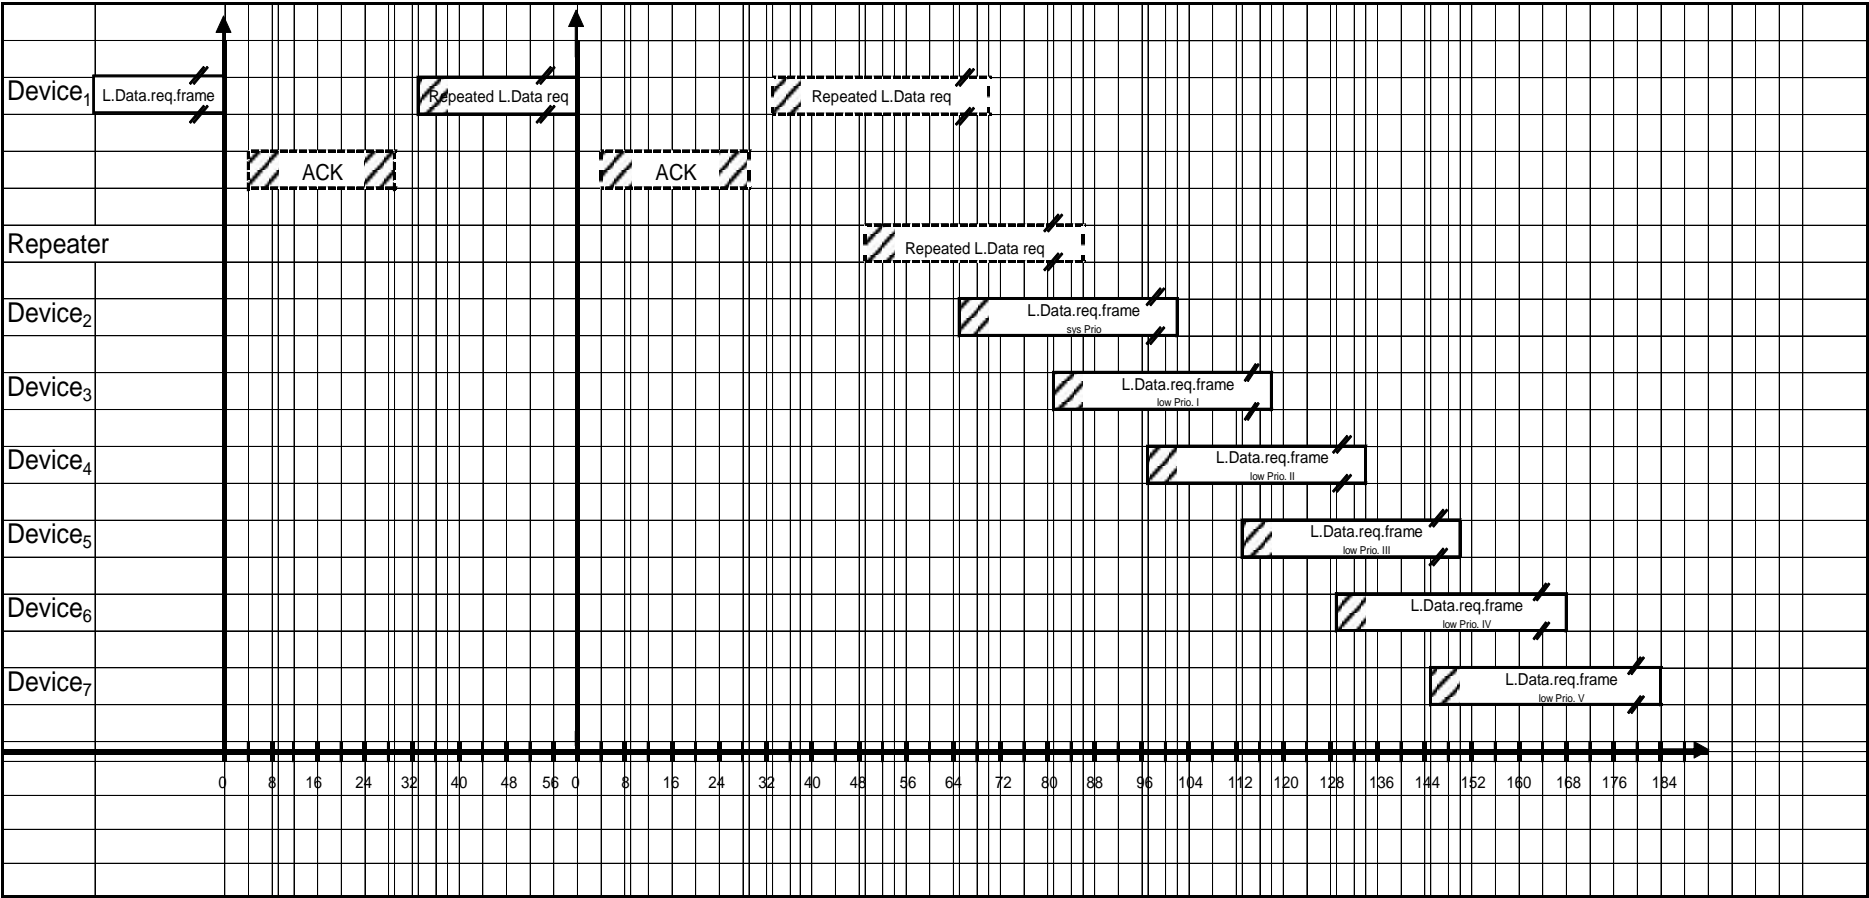 Device1
L.Data.req.frame
Repeated L.Data req
Repeated L.Data req
ACK
ACK
Repeater
Repeated L.Data req
Device2
L.Data.req.frame
sys Prio
Device3
L.Data.req.frame
low Prio. I
Device4
L.Data.req.frame
low Prio. II
Device5
L.Data.req.frame
low Prio. III
Device6
L.Data.req.frame
low Prio. IV
Device7
L.Data.req.frame
low Prio. V
0 8 16 24 32 40 48 56 0 8 16 24 32 40 48 56 64 72 80 88 96 104 112 120 128 136 144 152 160 168 176 184